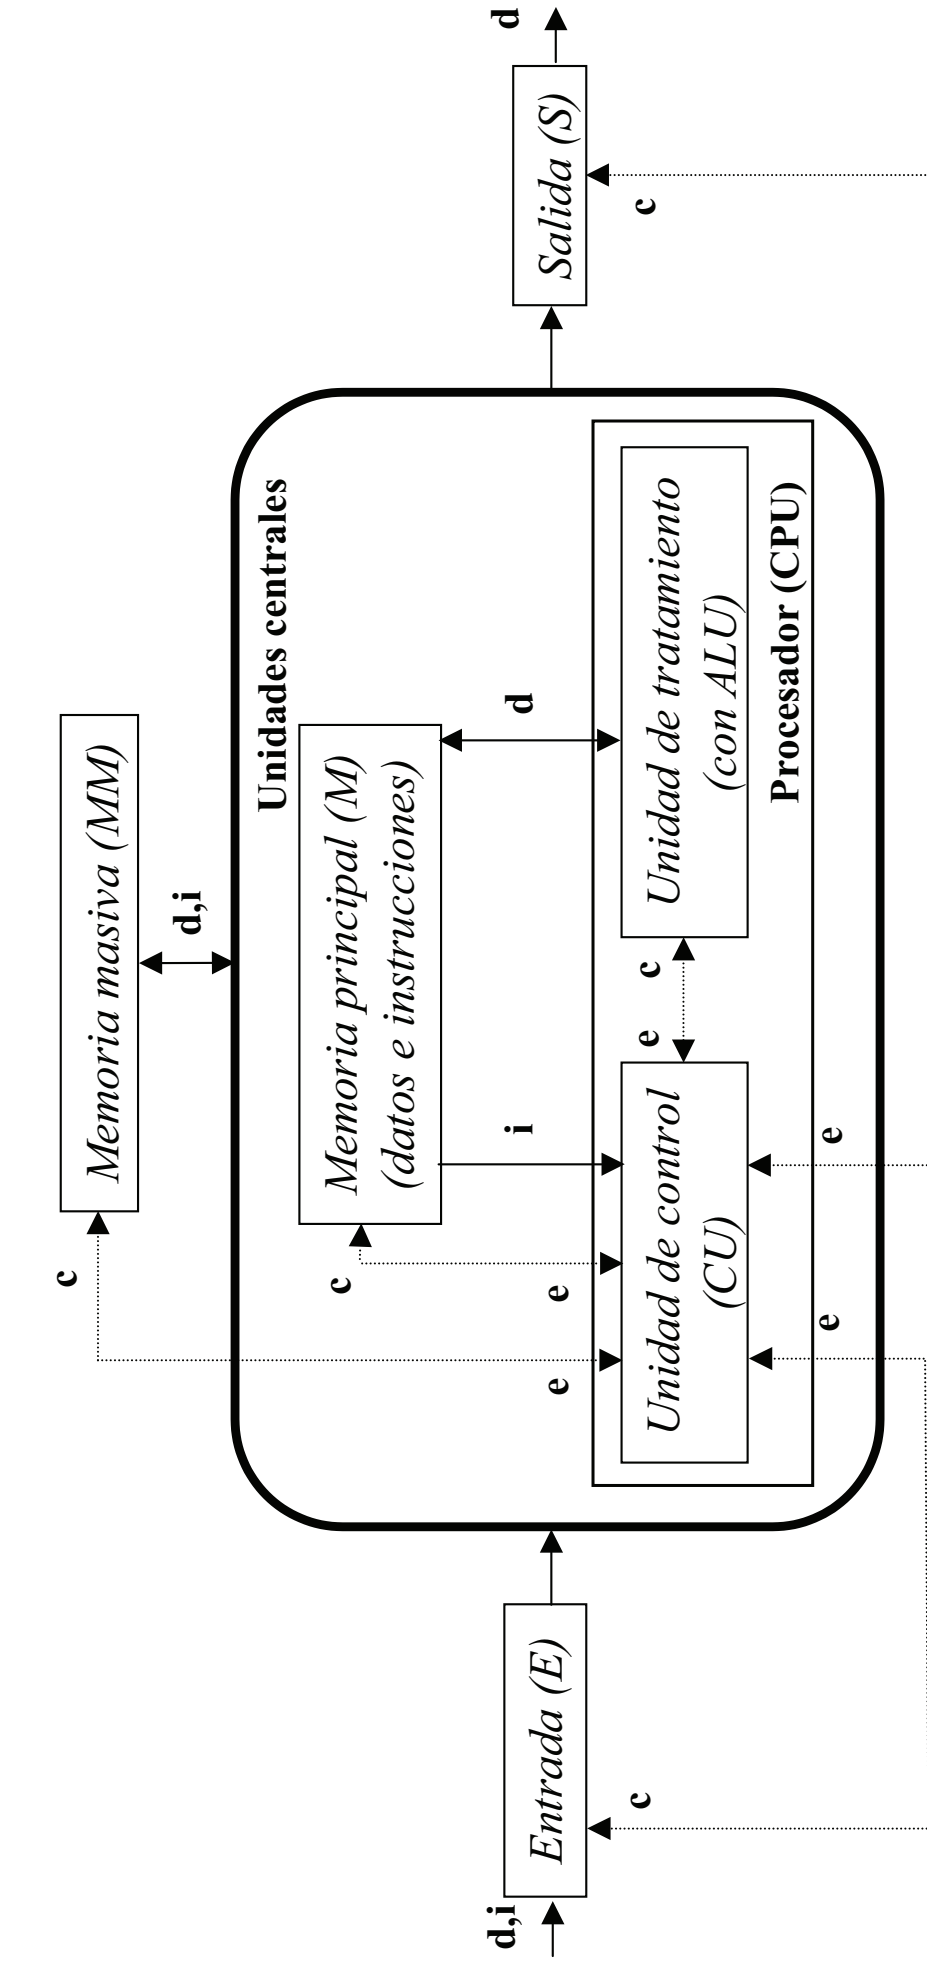 Memoria masiva (MM)
c
d,i
Unidades centrales
Memoria principal (M)
(datos e instrucciones)
c
d,i
d
Entrada (E)
Salida (S)
e
e
i
d
c
Unidad de control
(CU)
e
c
Unidad de tratamiento
(con ALU)
c
Procesador (CPU)
e
e